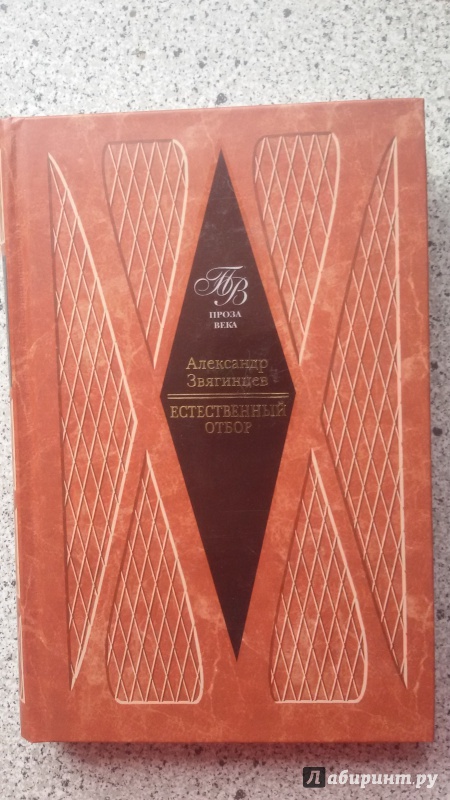 ПВ
ПРОЗА
ВЕКА
Александр
Звягинцев
ЕСТЕСТВЕННЫЙ
ОТБОР
Лабиринт.ру